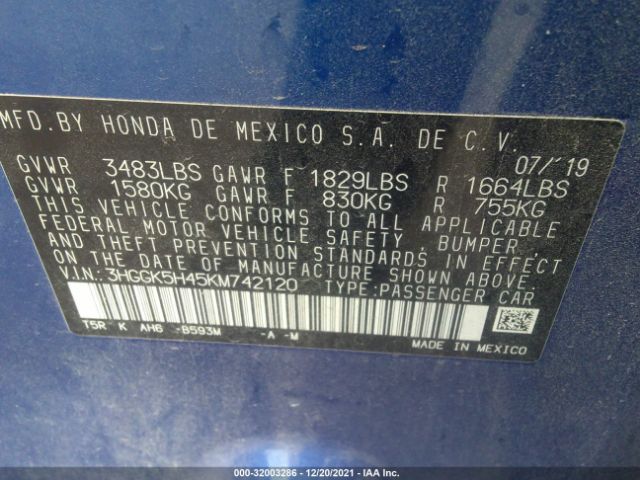 MFD.BY HONDA DE MEXICO S.A. DE C.V.
07/'19
GVWR 3483LBS GAWR F 1829LBS R 1664LBS
GVWR 1580KG GAWR F 830KG R 755KG
THIS VEHICLE CONFORMS TO ALL APPLICABLE
FEDERAL MOTOR VEHICLE SAFETY, BUMPER,
AND THEFT PREVENTION STANDARDS IN EFFECT
ON THE DATE OF MANUFACTURE SHOWN ABOVE.
V.I.N.: 3HGGK5H45KM742120 TYPE:PASSENGER CAR
T5R K AH6 -B593M -A -M
MADE IN MEXICO
000-32003286 - 12/20/2021 - IAA Inc.